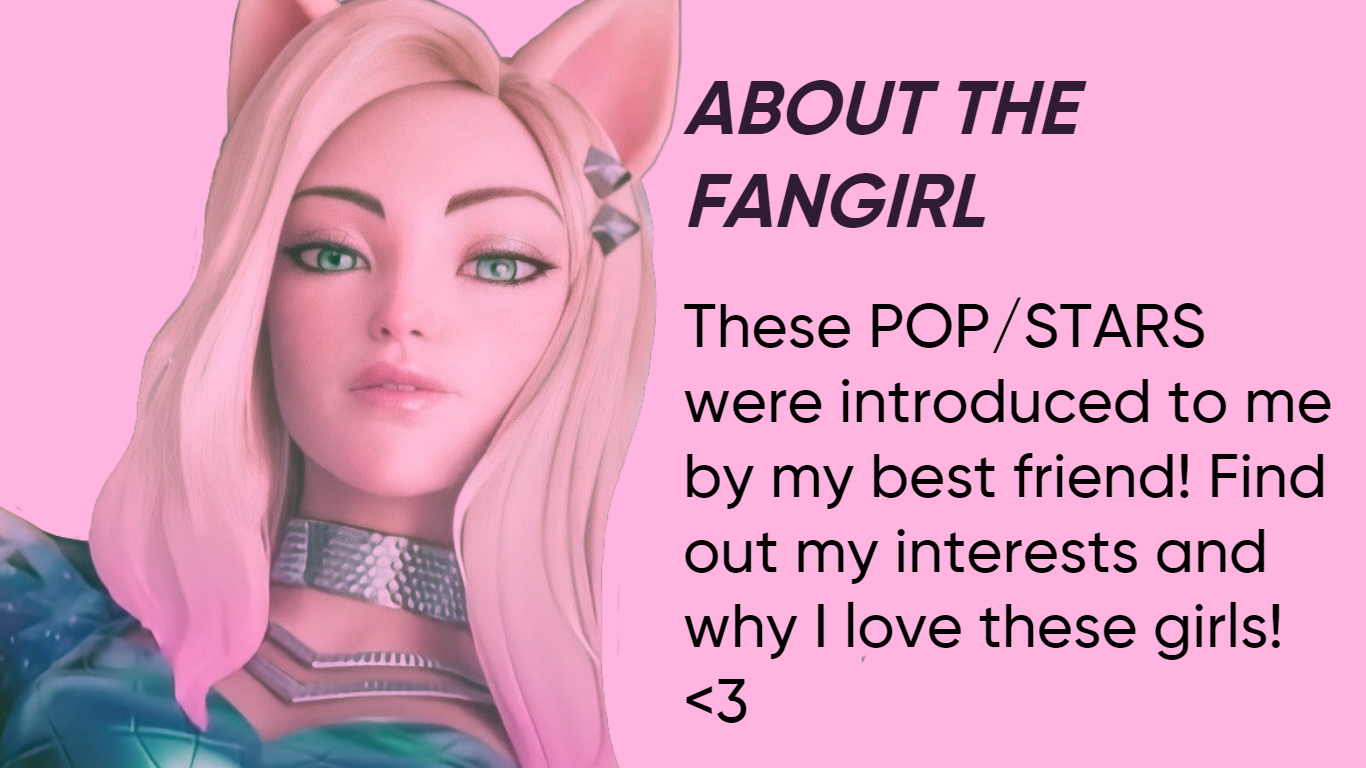 ABOUT THE
FANGIRL
These POP/STARS
were introduced to me
by my best friend! Find
out my interests and
why I love these girls!
<3